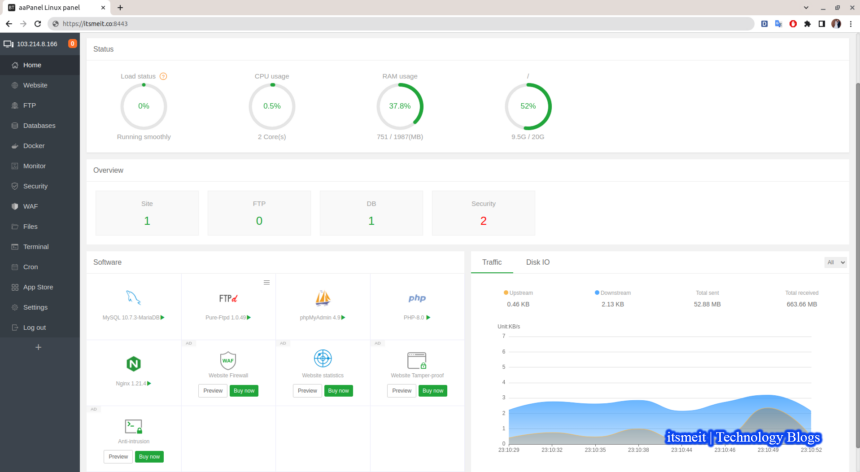 aaPanel Linux panel
https://itsmeit.co:8443
103.214.8.166
0
Home
Website
FTP
Databases
Docker
Monitor
Security
WAF
Files
Terminal
Cron
App Store
Settings
Log out
Status
Load status
CPU usage
RAM usage
/
0%
0.5%
37.8%
52%
Running smoothly
2 Core(s)
751 / 1987(MB)
9.5G / 20G
Overview
Site
FTP
DB
Security
1
0
1
2
Software
MySQL 10.7.3-MariaDB
FTPd
Pure-Ftpd 1.0.49
phpMyAdmin 4.9
php
PHP-8.0
Nginx 1.21.4
AD
WAF
Website Firewall
Preview
Buy now
AD
Website statistics
Preview
Buy now
AD
Website Tamper-proof
Preview
Buy now
AD
Anti-intrusion
Preview
Buy now
Traffic
Disk IO
All
Upstream
Downstream
Total sent
Total received
0.46 KB
2.13 KB
52.88 MB
663.66 MB
Unit:KB/s
7
6
5
4
3
2
1
0
23:10:29
23:10:32
23:10:35
23:10:38
23:10:44
23:10:46
23:10:49
23:10:52
itsmeit | Technology Blogs